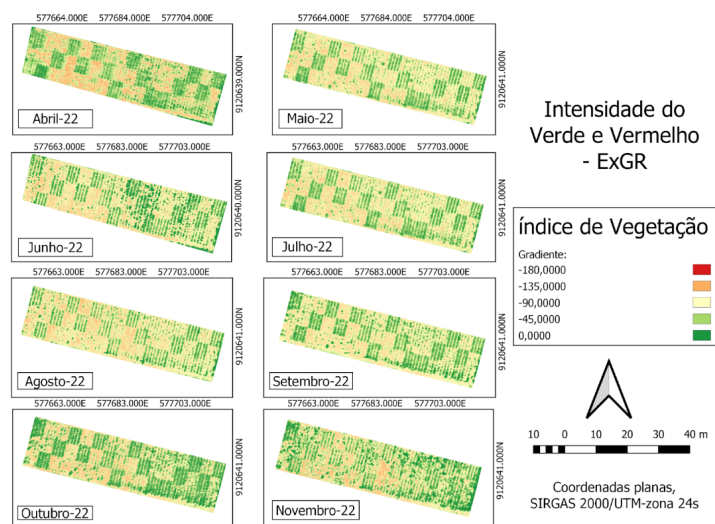 577664.000E 577684.000E 577704.000E
9120639.000N
Abril-22
577664.000E 577684.000E 577704.000E
9120641.000N
Maio-22
577663.000E 577683.000E 577703.000E
9120640.000N
Junho-22
577663.000E 577683.000E 577703.000E
9120641.000N
Julho-22
577663.000E 577683.000E 577703.000E
9120641.000N
Agosto-22
577663.000E 577683.000E 577703.000E
9120641.000N
Setembro-22
577663.000E 577683.000E 577703.000E
9120641.000N
Outubro-22
577663.000E 577683.000E 577703.000E
9120641.000N
Novembro-22
Intensidade do
Verde e Vermelho
- ExGR
índice de Vegetação
Gradiente:
-180,0000
-135,0000
-90,0000
-45,0000
0,0000
10 0 10 20 30 40 m
Coordenadas planas,
SIRGAS 2000/UTM-zona 24s